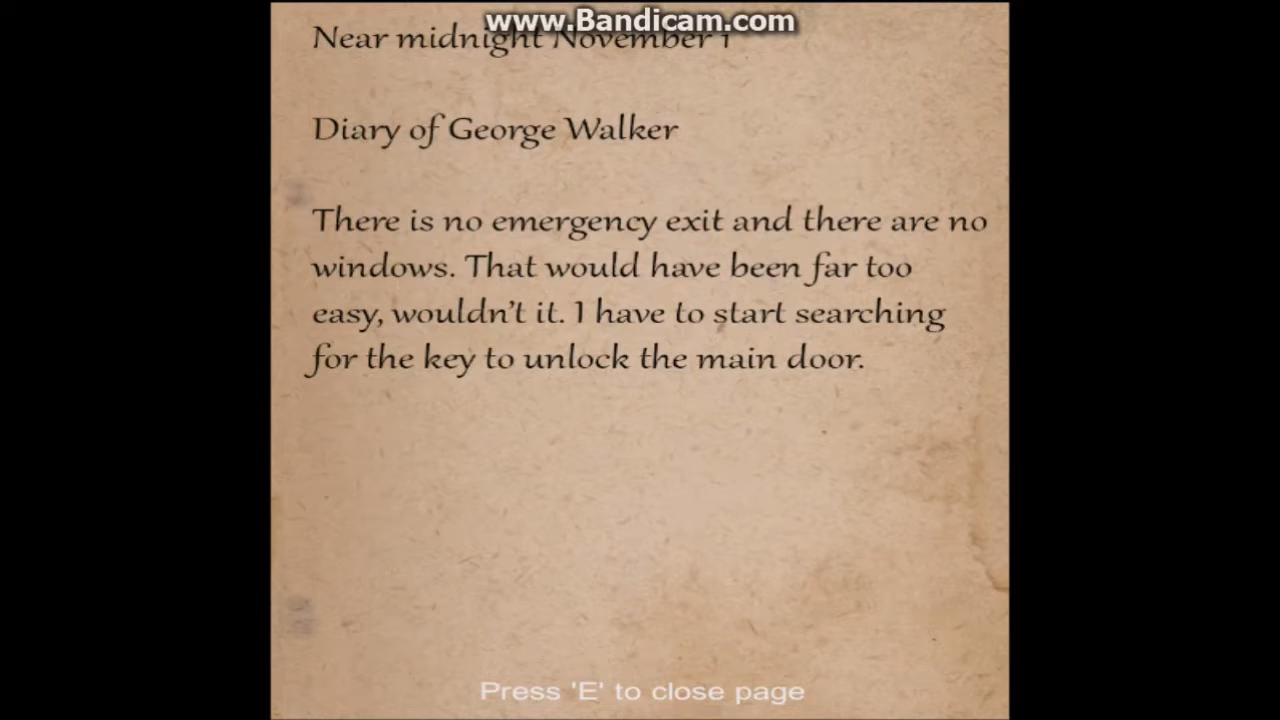 www.Bandicam.com
Near midnight November 1
Diary of George Walker
There is no emergency exit and there are no
windows. That would have been far too
easy, wouldn't it. I have to start searching
for the key to unlock the main door.
Press 'E' to close page